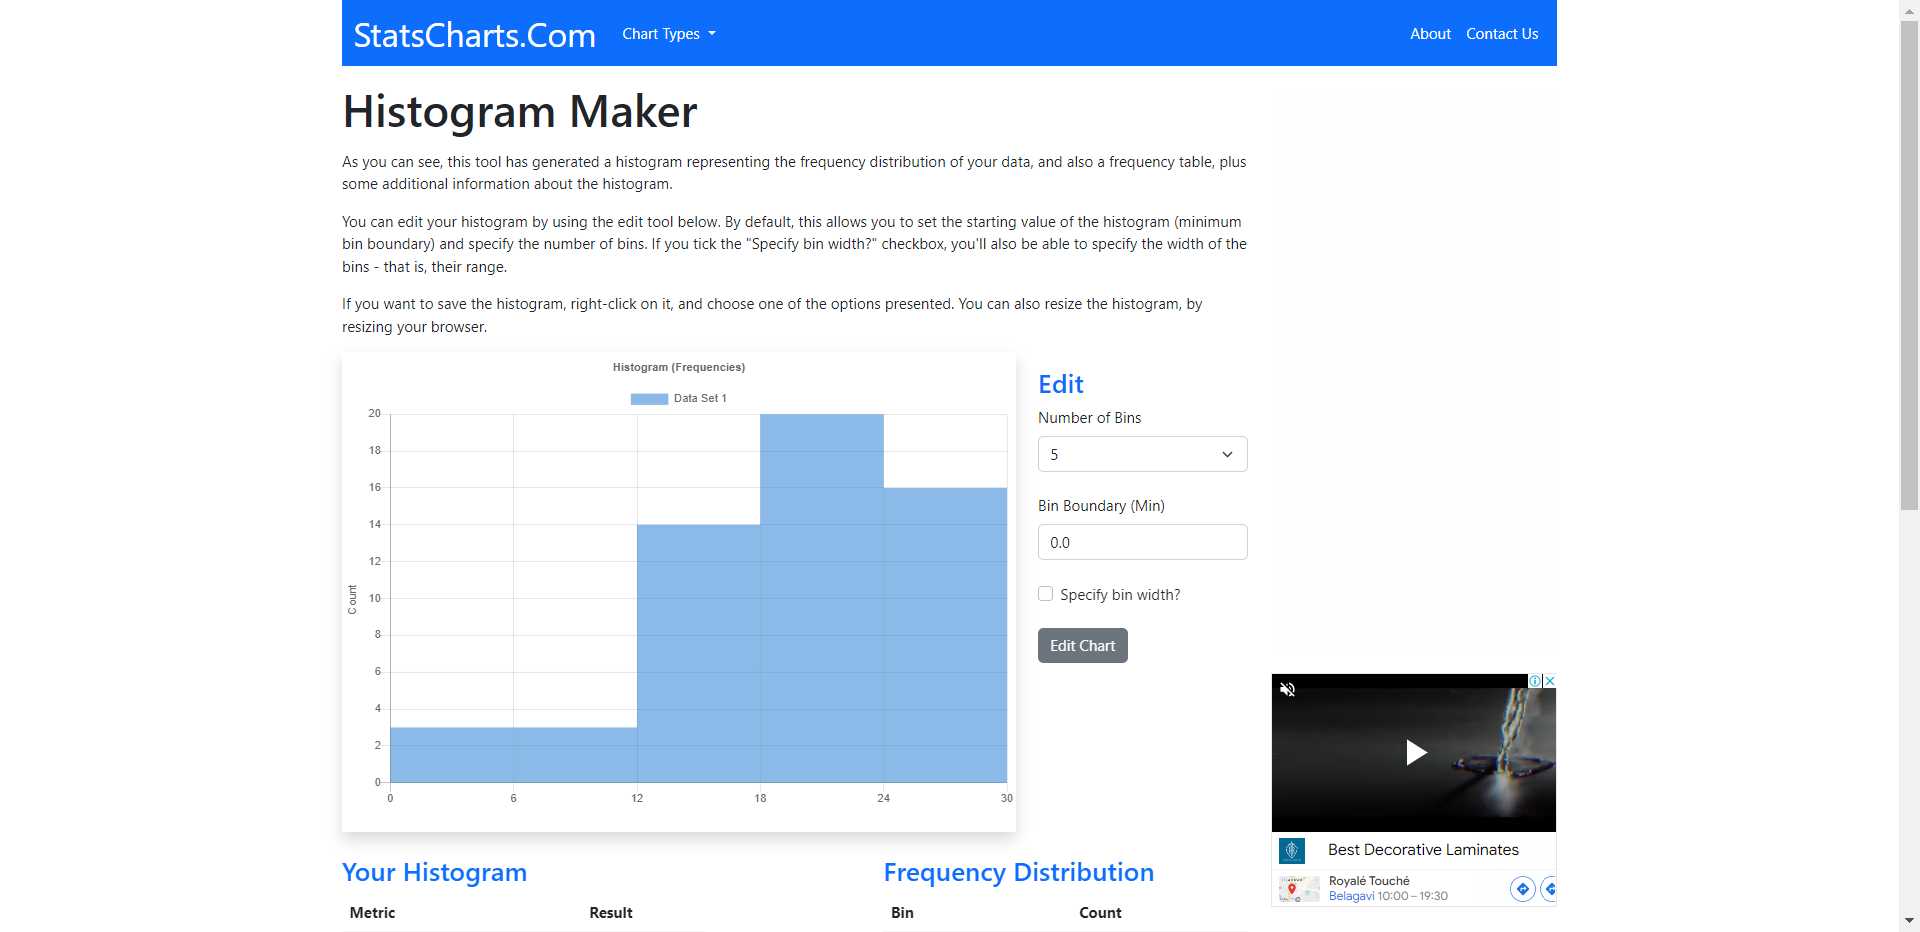 StatsCharts.Com
Chart Types
About
Contact Us
Histogram Maker
As you can see, this tool has generated a histogram representing the frequency distribution of your data, and also a frequency table, plus
some additional information about the histogram.
You can edit your histogram by using the edit tool below. By default, this allows you to set the starting value of the histogram (minimum
bin boundary) and specify the number of bins. If you tick the "Specify bin width?" checkbox, you'll also be able to specify the width of the
bins - that is, their range.
If you want to save the histogram, right-click on it, and choose one of the options presented. You can also resize the histogram, by
resizing your browser.
Histogram (Frequencies)
Data Set 1
20
18
16
14
12
10
8
6
4
2
0
Count
0 6 12 18 24 30
Edit
Number of Bins
5
Bin Boundary (Min)
0.0
Specify bin width?
Edit Chart
Best Decorative Laminates
Royalé Touché
Belagavi 10:00 – 19:30
Your Histogram
Metric Result
Frequency Distribution
Bin Count